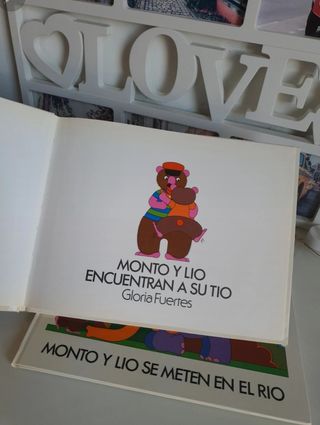 LOVE
MONTO Y LIO
ENCUENTRAN A SU TIO
Gloria Fuertes
MONTO Y LIO SE METEN EN EL RIO